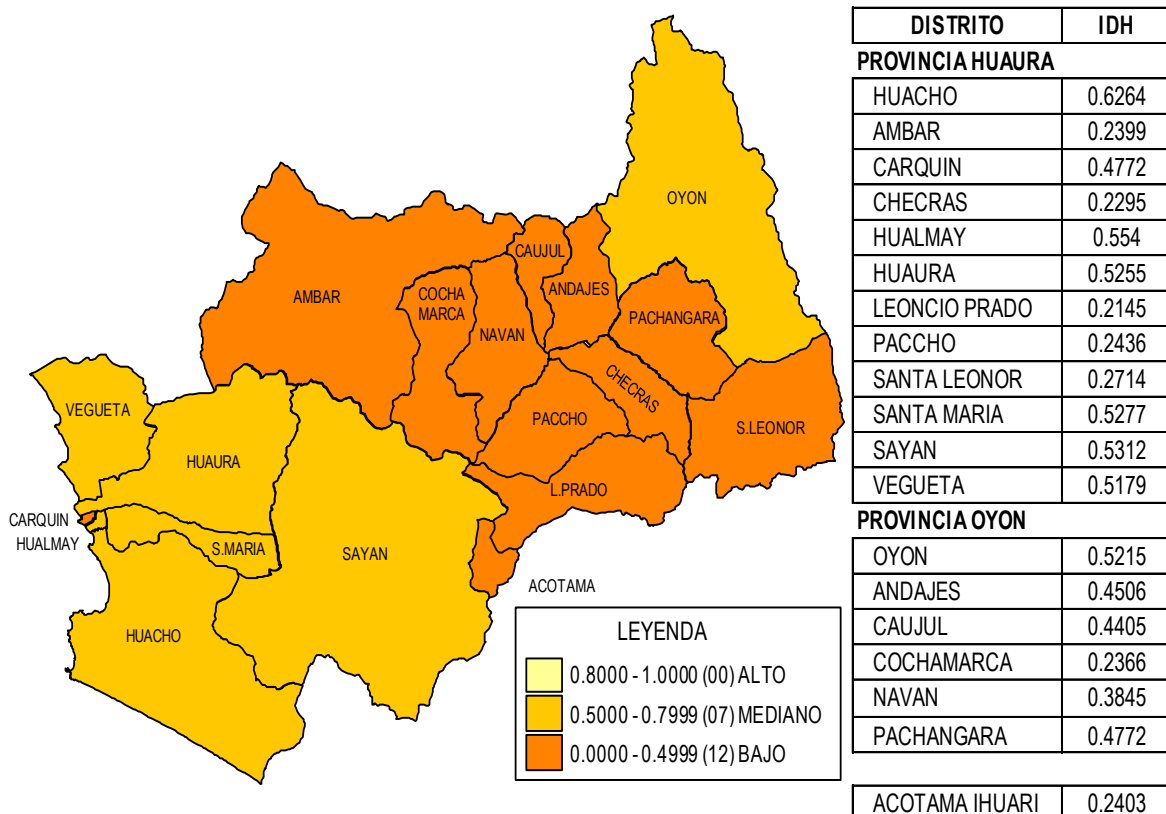 OYON
CAUJUL
ANDAJES
AMBAR
COCHA
MARCA
NAVAN
PACHANGARA
CHECRAS
PACCHO
VEGUETA
S.LEONOR
HUAURA
L.PRADO
CARQUIN
HUALMAY
S.MARIA
SAYAN
ACOTAMA
HUACHO
LEYENDA
0.8000 - 1.0000 (00) ALTO
0.5000 - 0.7999 (07) MEDIANO
0.0000 - 0.4999 (12) BAJO
DISTRITO IDH
PROVINCIA HUAURA
HUACHO 0.6264
AMBAR 0.2399
CARQUIN 0.4772
CHECRAS 0.2295
HUALMAY 0.554
HUAURA 0.5255
LEONCIO PRADO 0.2145
PACCHO 0.2436
SANTA LEONOR 0.2714
SANTA MARIA 0.5277
SAYAN 0.5312
VEGUETA 0.5179
PROVINCIA OYON
OYON 0.5215
ANDAJES 0.4506
CAUJUL 0.4405
COCHAMARCA 0.2366
NAVAN 0.3845
PACHANGARA 0.4772
ACOTAMA IHUARI 0.2403